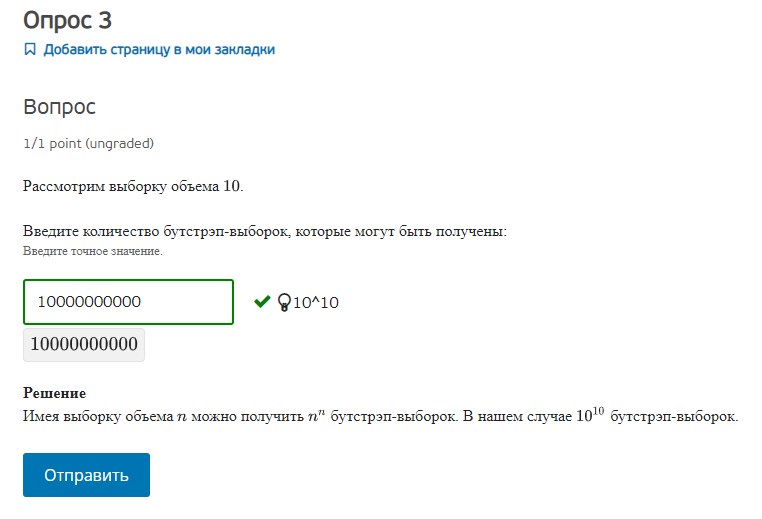 Опрос 3
Добавить страницу в мои закладки
Вопрос
1/1 point (ungraded)
Рассмотрим выборку объема 10.
Введите количество бутстрэп-выборок, которые могут быть получены:
Введите точное значение.
10000000000
10^10
10000000000
Решение
Имея выборку объема n можно получить nⁿ бутстрэп-выборок. В нашем случае 10¹⁰ бутстрэп-выборок.
Отправить